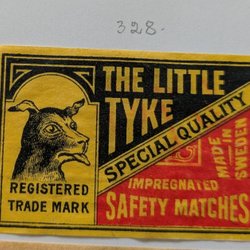 328.
THE LITTLE
TYKE
SPECIAL QUALITY
MADE IN
SWEDEN
REGISTERED
TRADE MARK
IMPREGNATED
SAFETY MATCHES